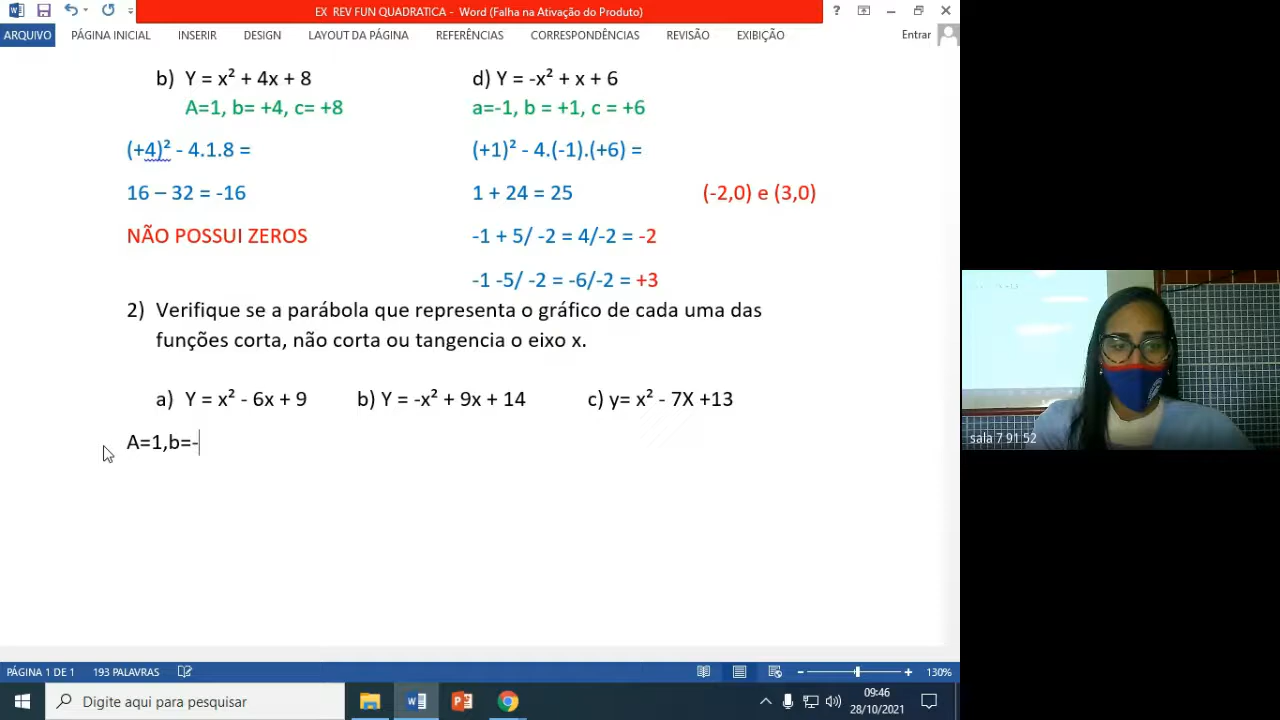 EX REV FUN QUADRATICA - Word (Falha na Ativação do Produto)
ARQUIVO PÁGINA INICIAL INSERIR DESIGN LAYOUT DA PÁGINA REFERÊNCIAS CORRESPONDÊNCIAS REVISÃO EXIBIÇÃO Entrar
b) Y = x² + 4x + 8 d) Y = -x² + x + 6
A=1, b= +4, c= +8 a=-1, b = +1, c = +6
(+4)² - 4.1.8 = (+1)² - 4.(-1).(+6) =
16 – 32 = -16 1 + 24 = 25 (-2,0) e (3,0)
NÃO POSSUI ZEROS -1 + 5/ -2 = 4/-2 = -2
-1 -5/ -2 = -6/-2 = +3
2) Verifique se a parábola que representa o gráfico de cada uma das
funções corta, não corta ou tangencia o eixo x.
a) Y = x² - 6x + 9 b) Y = -x² + 9x + 14 c) y= x² - 7X +13
A=1,b=-
sala 7 91 52
PÁGINA 1 DE 1 193 PALAVRAS 130%
Digite aqui para pesquisar
09:46
28/10/2021